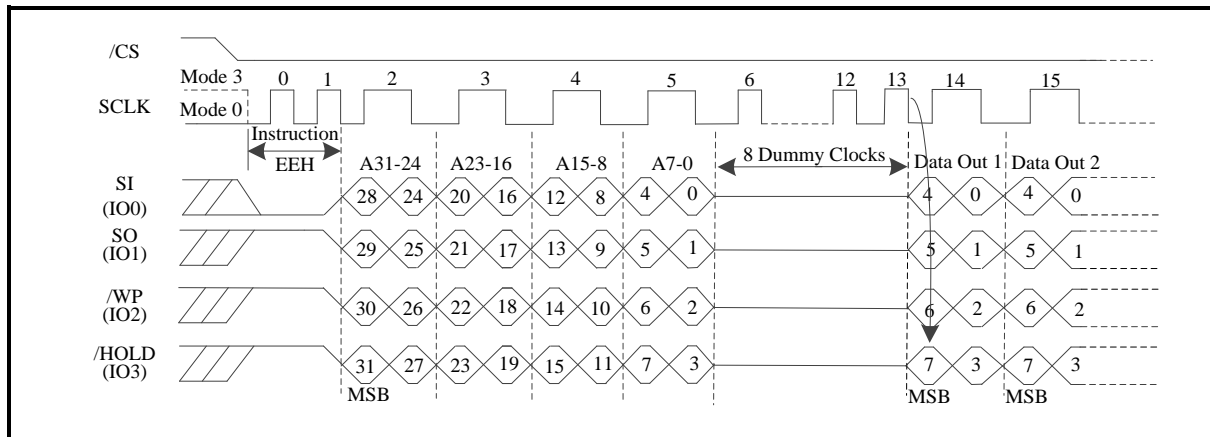 /CS
Mode 3 0 1 2 3 4 5 6 12 13 14 15
SCLK Mode 0
Instruction
EEH A31-24 A23-16 A15-8 A7-0 8 Dummy Clocks Data Out 1 Data Out 2
SI
(IO0) 28 24 20 16 12 8 4 0 4 0 4 0
SO
(IO1) 29 25 21 17 13 9 5 1 5 1 5 1
/WP
(IO2) 30 26 22 18 14 10 6 2 6 2 6 2
/HOLD
(IO3) 31 27 23 19 15 11 7 3 7 3 7 3
MSB MSB MSB